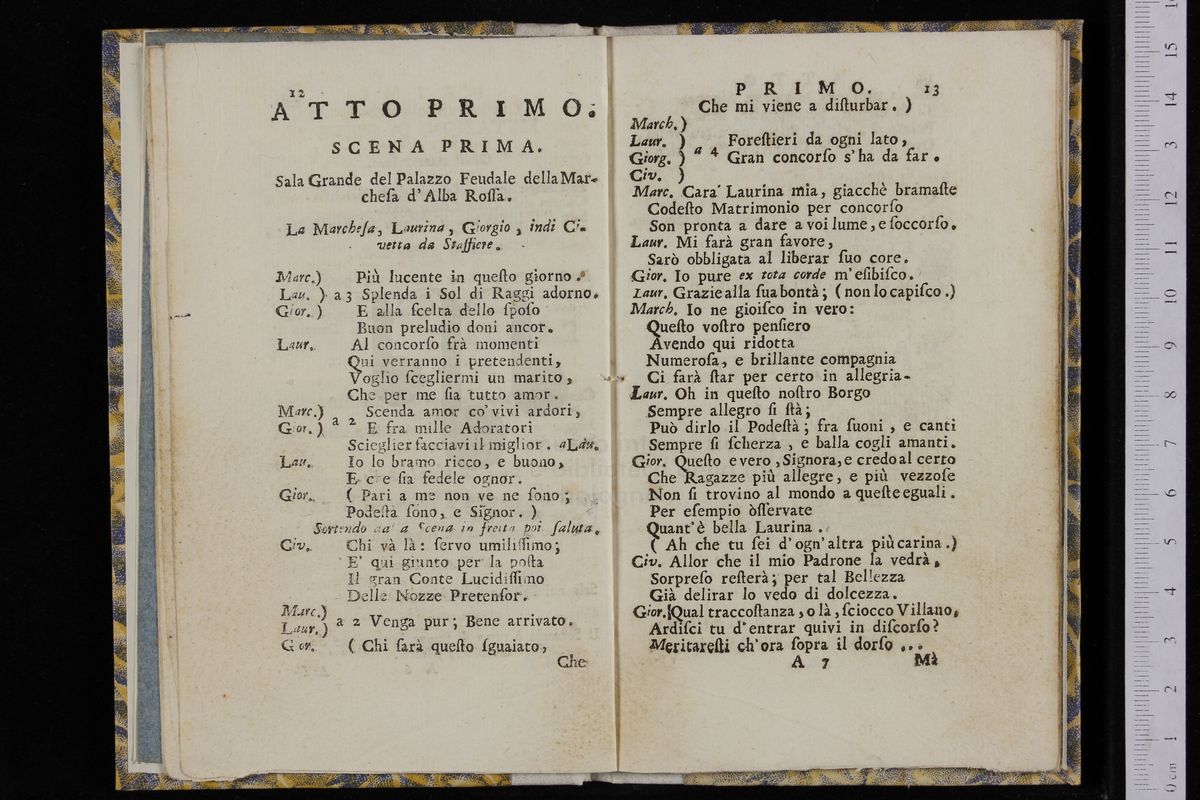 12
ATTO PRIMO.
SCENA PRIMA.
Sala Grande del Palazzo Feudale della Mar-
cheſa d'Alba Roſſa.
La Marcheſa, Laurina, Giorgio, indi Ci-
vetta da Staffiere.
Marc.) Più lucente in queſto giorno.
Lau. ) a 3 Splenda i Sol di Raggi adorno.
Gior. ) E alla ſcelta dello ſpoſo
Buon preludio doni ancor.
Laur. Al concorſo frà momenti
Qui verranno i pretendenti,
Voglio ſcegliermi un marito,
Che per me ſia tutto amor.
Marc.) a 2 Scenda amor co' vivi ardori,
Gior. ) E fra mille Adoratori
Scieglier facciavi il miglior. a Lau.
Lau. Io lo bramo ricco, e buono,
E c e ſia fedele ognor.
Gior. ( Pari a me non ve ne ſono;
Podeſtà ſono, e Signor. )
Sortendo da a Scena in fretta poi ſaluta.
Civ. Chi và là: ſervo umiliſſimo;
E' qui giunto per la poſta
Il gran Conte Lucidiſſimo
Delle Nozze Pretenſor.
Marc.)
Laur.) a 2 Venga pur; Bene arrivato.
G or. ( Chi ſarà queſto ſguaiato,
Che
PRIMO. 13
Che mi viene a diſturbar. )
March.)
Laur. ) a 4 Foreſtieri da ogni lato,
Giorg. ) Gran concorſo s'ha da far.
Civ. )
Marc. Cara Laurina mia, giacchè bramaſte
Codeſto Matrimonio per concorſo
Son pronta a dare a voi lume, e ſoccorſo.
Laur. Mi farà gran favore,
Sarò obbligata al liberar ſuo core.
Gior. Io pure ex tota corde m'eſibiſco.
Laur. Grazie alla ſua bontà; (non lo capiſco.)
March. Io ne gioiſco in vero:
Queſto voſtro penſiero
Avendo qui ridotta
Numeroſa, e brillante compagnia
Ci farà ſtar per certo in allegria-
Laur. Oh in queſto noſtro Borgo
Sempre allegro ſi ſtà;
Può dirlo il Podeſtà; fra ſuoni, e canti
Sempre ſi ſcherza, e balla cogli amanti.
Gior. Queſto e vero, Signora, e credo al certo
Che Ragazze più allegre, e più vezzoſe
Non ſi trovino al mondo a queſte eguali.
Per eſempio òſſervate
Quant'è bella Laurina.
( Ah che tu ſei d'ogn'altra più carina.)
Civ. Allor che il mio Padrone la vedrà,
Sorpreſo reſterà; per tal Bellezza
Già delirar lo vedo di dolcezza.
Gior. Qual traccoſtanza, o là, ſciocco Villano,
Ardiſci tu d'entrar quivi in diſcorſo?
Meritareſti ch'ora ſopra il dorſo ...
A 7 Mà